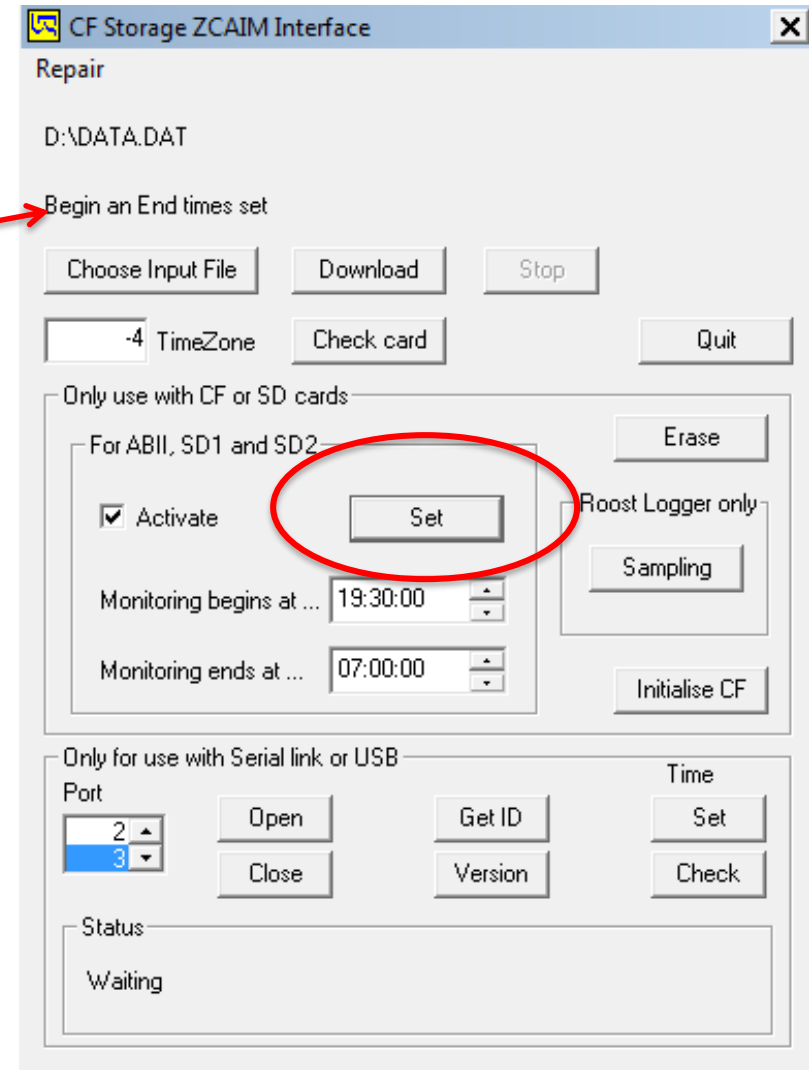 CF Storage ZCAIM Interface
Repair
D:\DATA.DAT
Begin an End times set
Choose Input File Download Stop
-4 TimeZone Check card Quit
Only use with CF or SD cards
For ABII, SD1 and SD2 Erase
Activate Set Roost Logger only
Sampling
Monitoring begins at ... 19:30:00
Monitoring ends at ... 07:00:00 Initialise CF
Only for use with Serial link or USB
Port Time
2 Open Get ID Set
3 Close Version Check
Status
Waiting